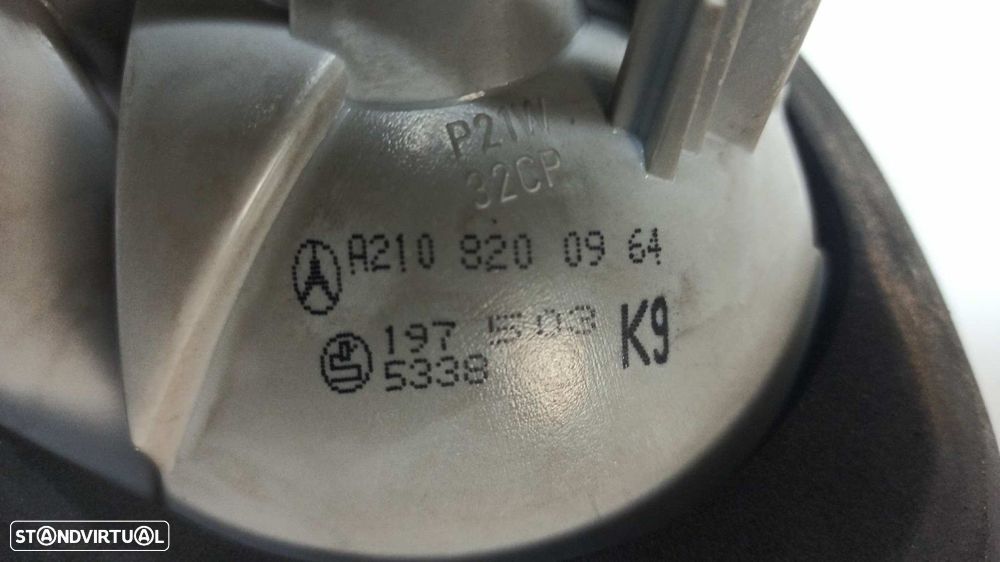 P21W
32CP
A210 820 09 64
197 503 K9
5338
STANDVIRTUAL